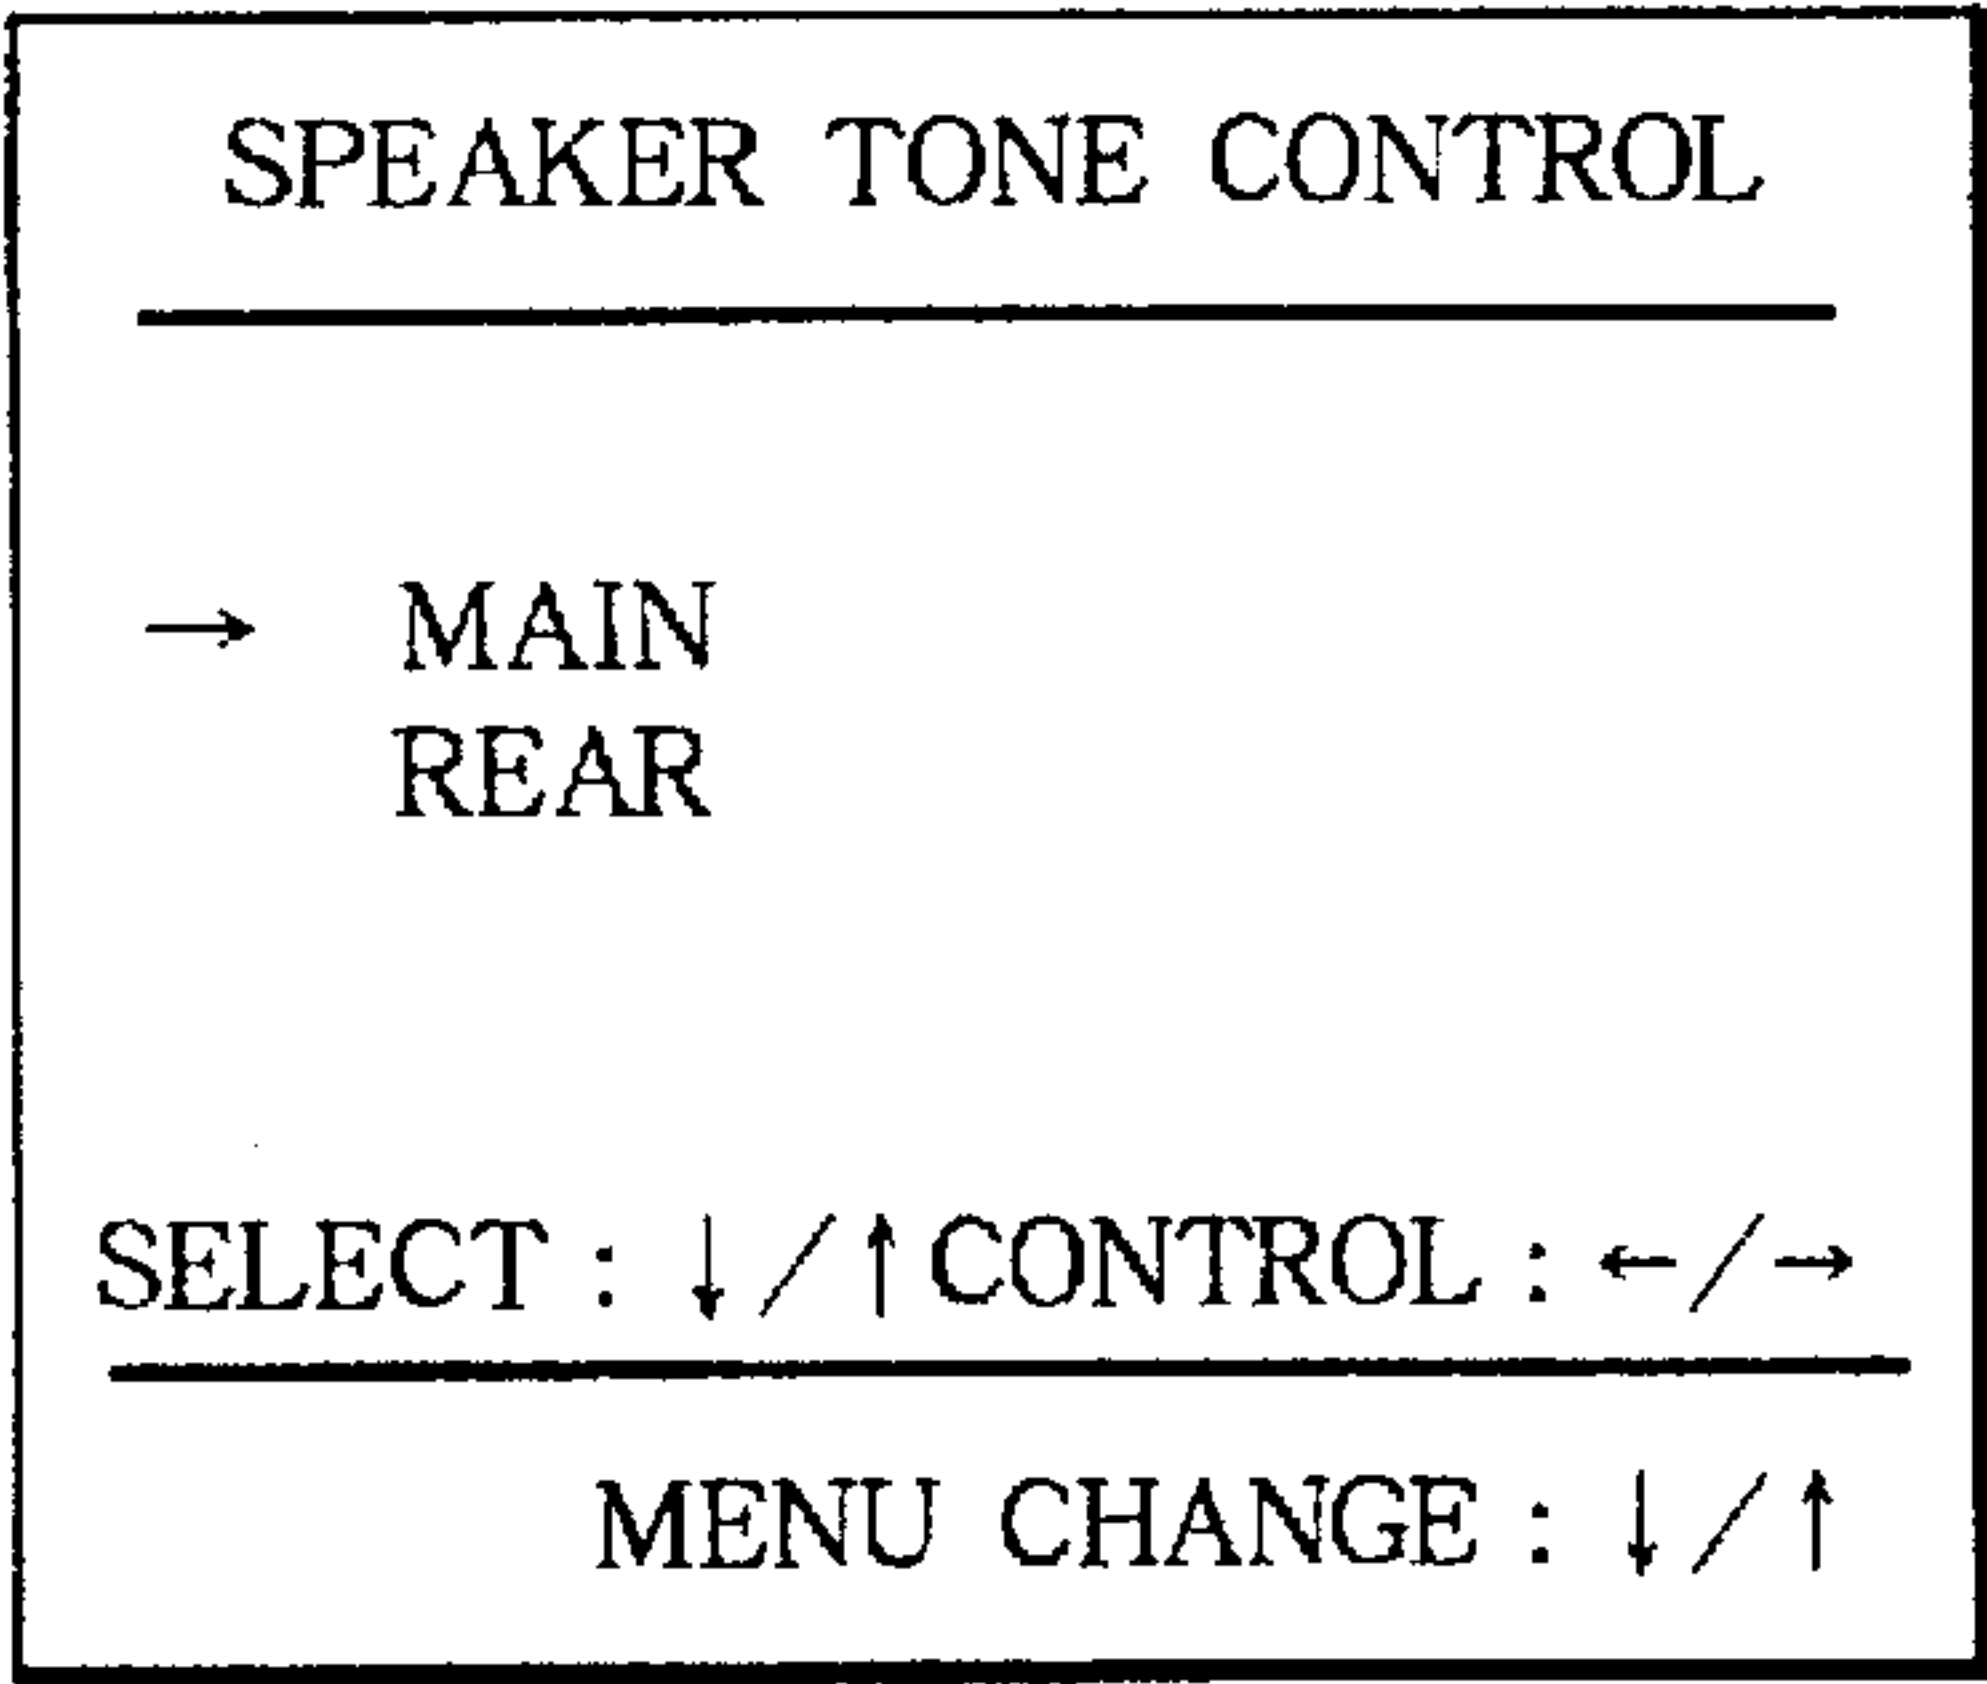 SPEAKER TONE CONTROL
→ MAIN
REAR
SELECT : ↓/↑ CONTROL : ←/→
MENU CHANGE : ↓/↑